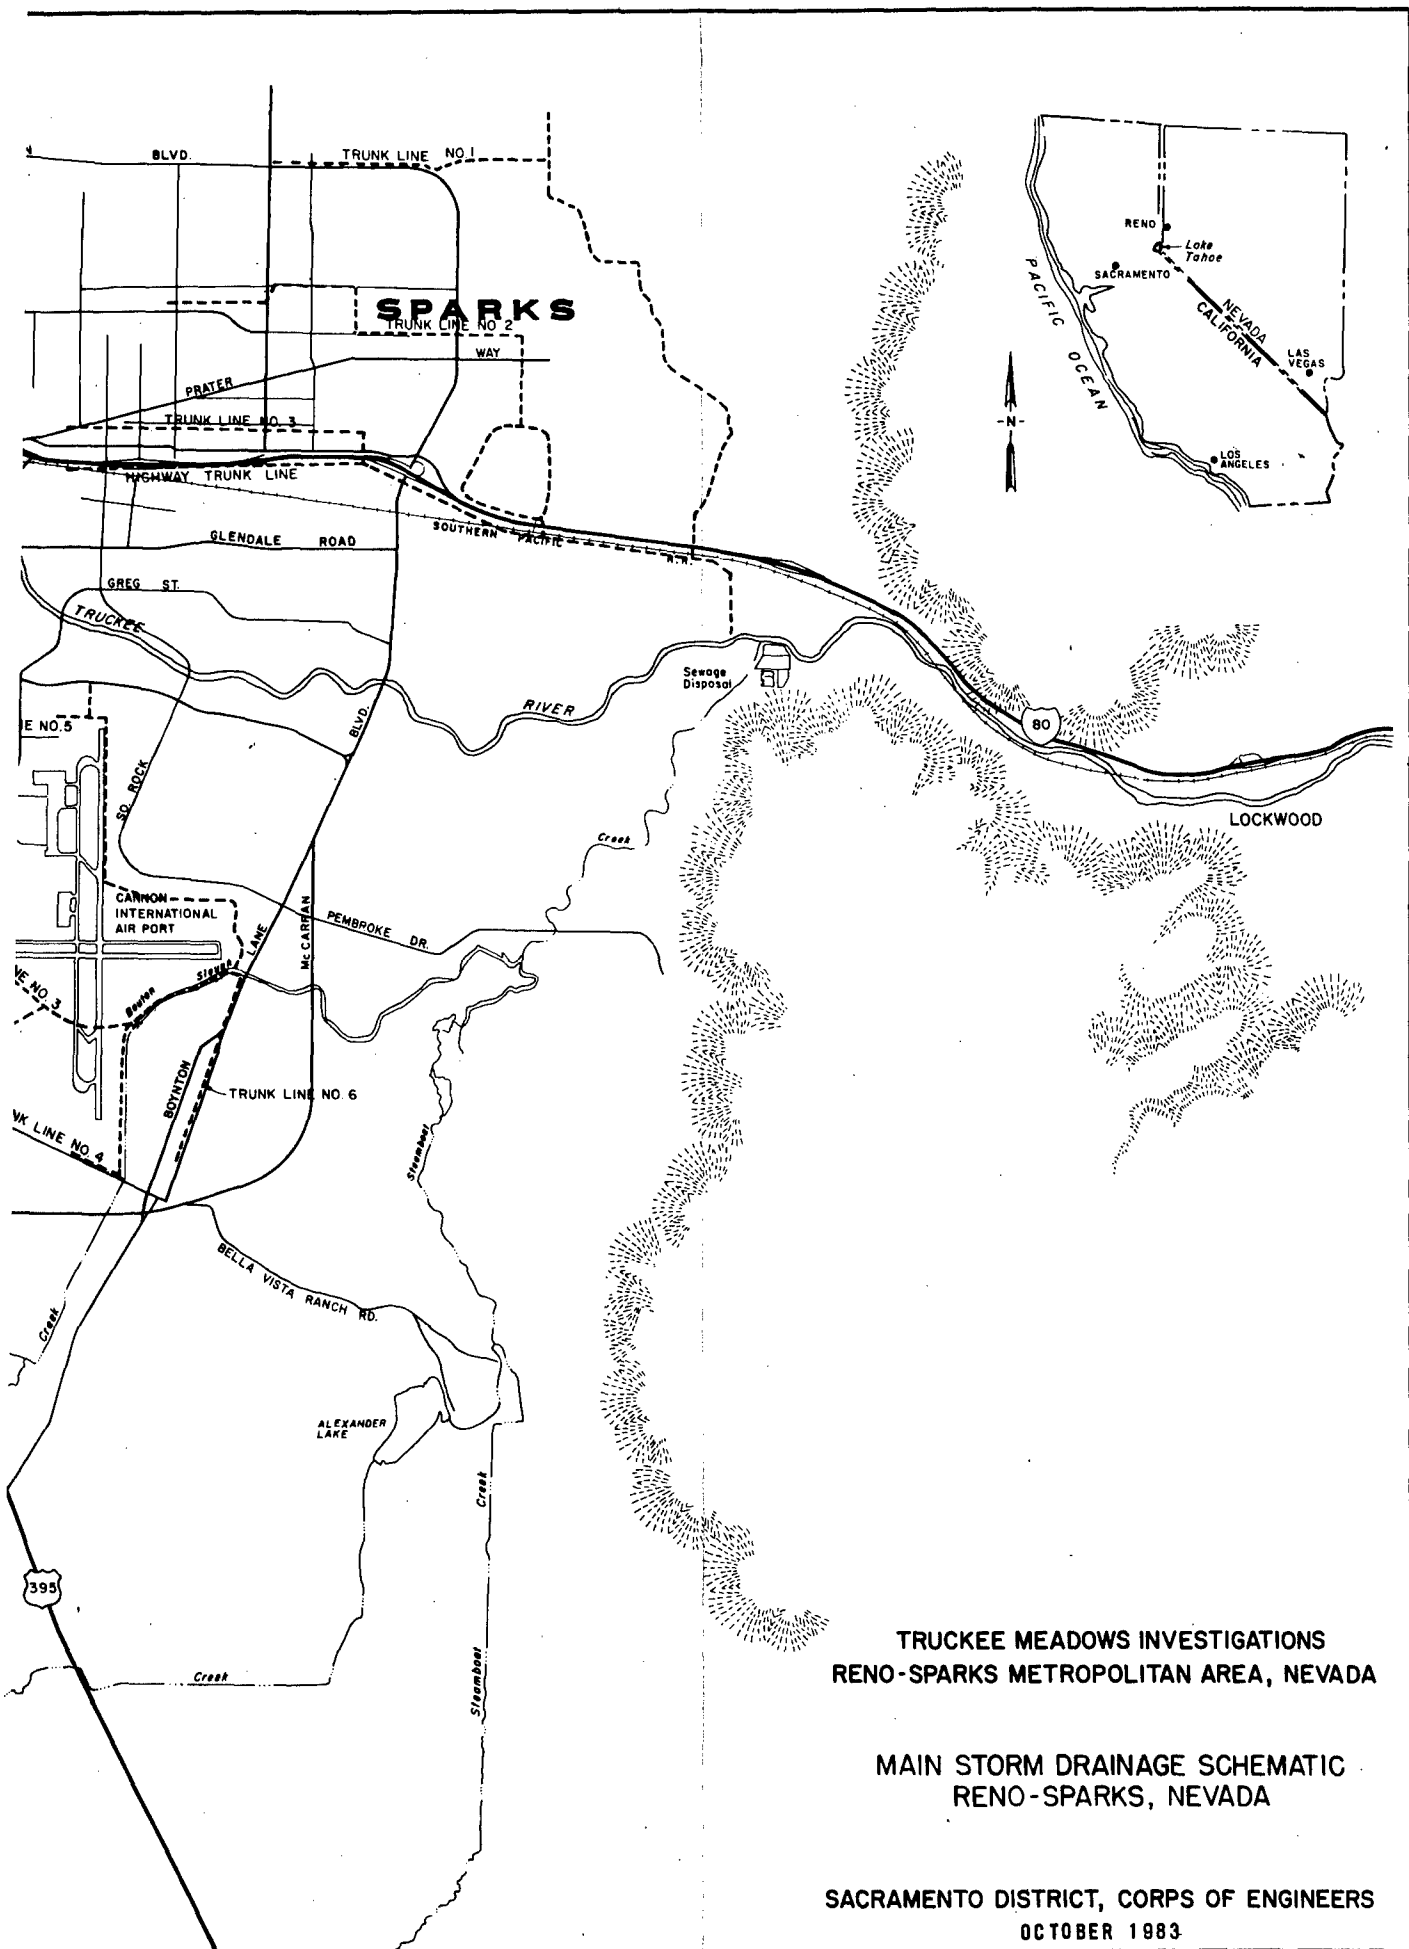 BLVD.
TRUNK LINE NO. 1
SPARKS
TRUNK LINE NO 2
WAY
PRATER
TRUNK LINE NO. 3
HIGHWAY TRUNK LINE
SOUTHERN PACIFIC R.R.
GLENDALE ROAD
GREG ST.
TRUCKEE
RIVER
Sewage
Disposal
BLVD.
E NO. 5
SO. ROCK
Creek
CANNON
INTERNATIONAL
AIR PORT
LANE
McCARRAN
PEMBROKE DR.
NE NO. 3
Slough
BOYNTON
TRUNK LINE NO. 6
NK LINE NO. 4
Steamboat
BELLA VISTA RANCH RD.
Creek
ALEXANDER
LAKE
Creek
395
Creek
Steamboat
RENO
Lake
Tahoe
SACRAMENTO
PACIFIC OCEAN
NEVADA
CALIFORNIA
LAS
VEGAS
LOS
ANGELES
-N-
80
LOCKWOOD
TRUCKEE MEADOWS INVESTIGATIONS
RENO-SPARKS METROPOLITAN AREA, NEVADA
MAIN STORM DRAINAGE SCHEMATIC
RENO-SPARKS, NEVADA
SACRAMENTO DISTRICT, CORPS OF ENGINEERS
OCTOBER 1983